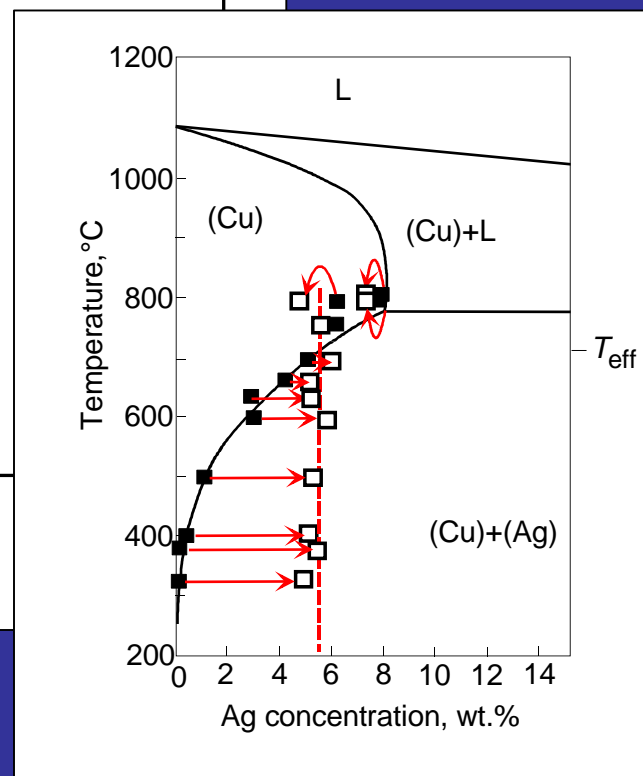 1200
L
1000
(Cu)
(Cu)+L
800
Teff
600
400
(Cu)+(Ag)
200
0 2 4 6 8 10 12 14
Temperature,°C
Ag concentration, wt.%